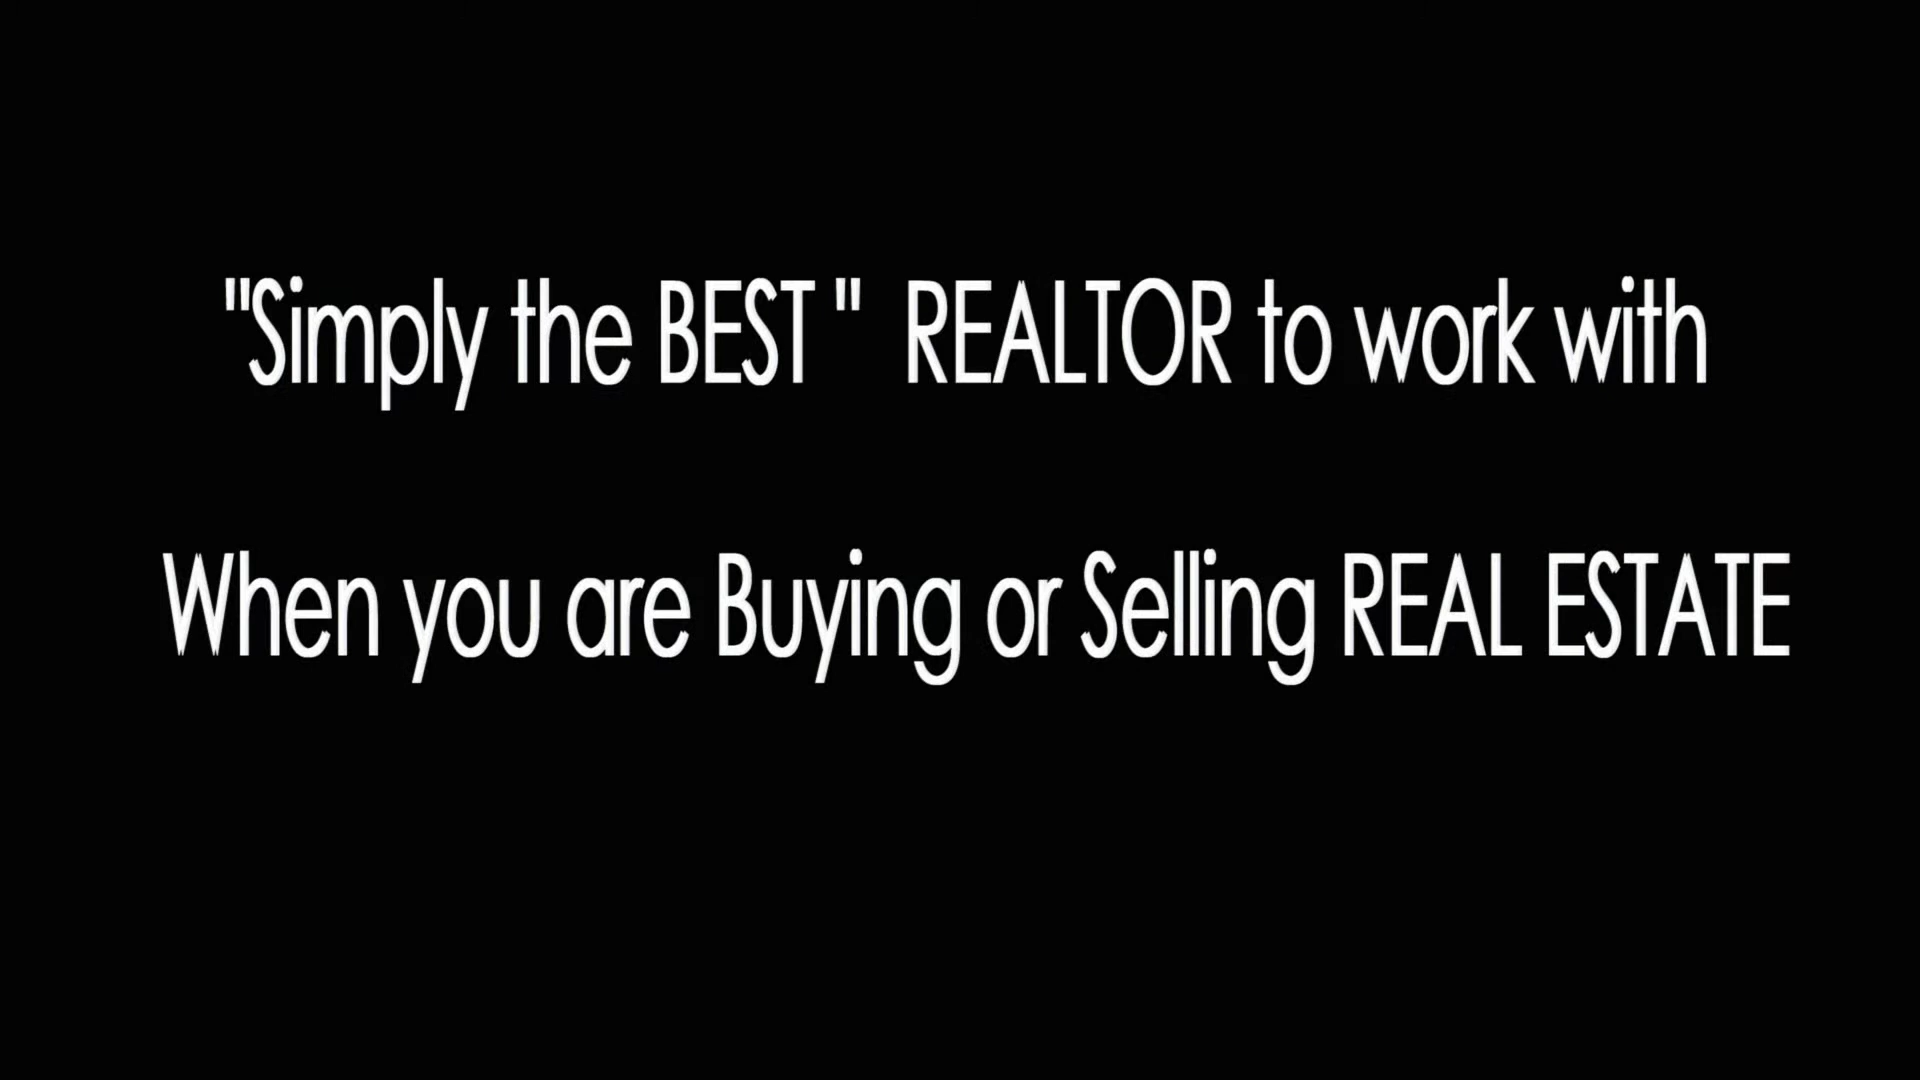 "Simply the BEST "  REALTOR to work with
When you are Buying or Selling REAL ESTATE